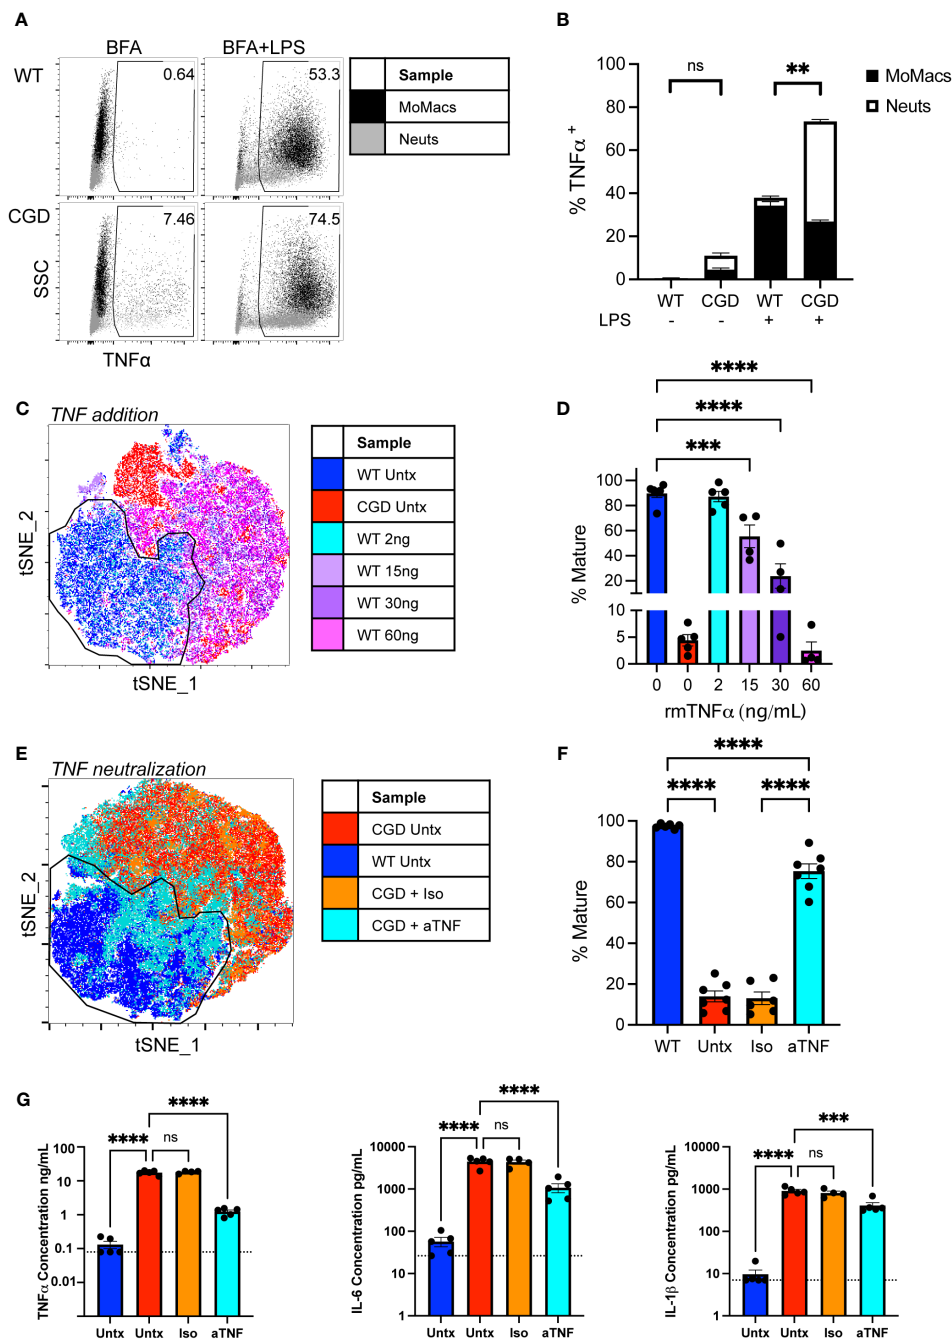 A
BFA
BFA+LPS
WT
0.64
53.3
Sample
MoMacs
Neuts
CGD
7.46
74.5
SSC
TNFα
B
% TNFα+
100
80
60
40
20
0
ns
**
MoMacs
Neuts
WT CGD WT CGD
LPS - - + +
C
TNF addition
tSNE_2
tSNE_1
Sample
WT Untx
CGD Untx
WT 2ng
WT 15ng
WT 30ng
WT 60ng
D
****
****
***
% Mature
100
80
60
40
20
10
5
0
0 0 2 15 30 60
rmTNFα (ng/mL)
E
TNF neutralization
tSNE_2
tSNE_1
Sample
CGD Untx
WT Untx
CGD + Iso
CGD + aTNF
F
****
**** ****
% Mature
100
80
60
40
20
0
WT Untx Iso aTNF
G
TNFα Concentration ng/mL
100
10
1
0.1
0.01
****
**** ns
Untx Untx Iso aTNF
IL-6 Concentration pg/mL
10000
1000
100
10
1
****
**** ns
Untx Untx Iso aTNF
IL-1β Concentration pg/mL
10000
1000
100
10
1
***
**** ns
Untx Untx Iso aTNF